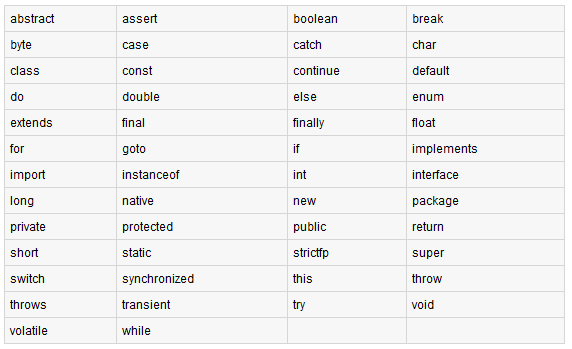 abstract assert boolean break
byte case catch char
class const continue default
do double else enum
extends final finally float
for goto if implements
import instanceof int interface
long native new package
private protected public return
short static strictfp super
switch synchronized this throw
throws transient try void
volatile while